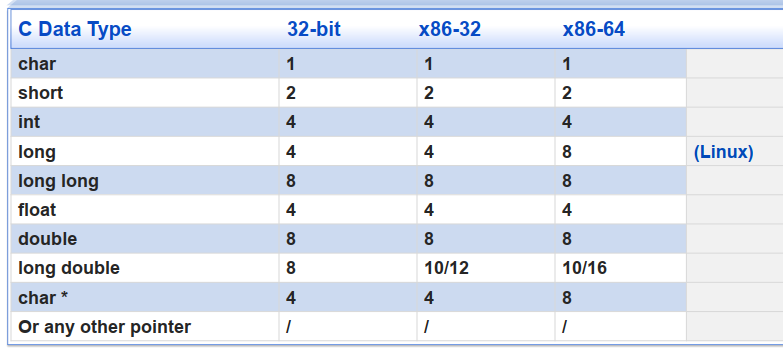 C Data Type 32-bit x86-32 x86-64
char 1 1 1
short 2 2 2
int 4 4 4
long 4 4 8 (Linux)
long long 8 8 8
float 4 4 4
double 8 8 8
long double 8 10/12 10/16
char * 4 4 8
Or any other pointer / / /